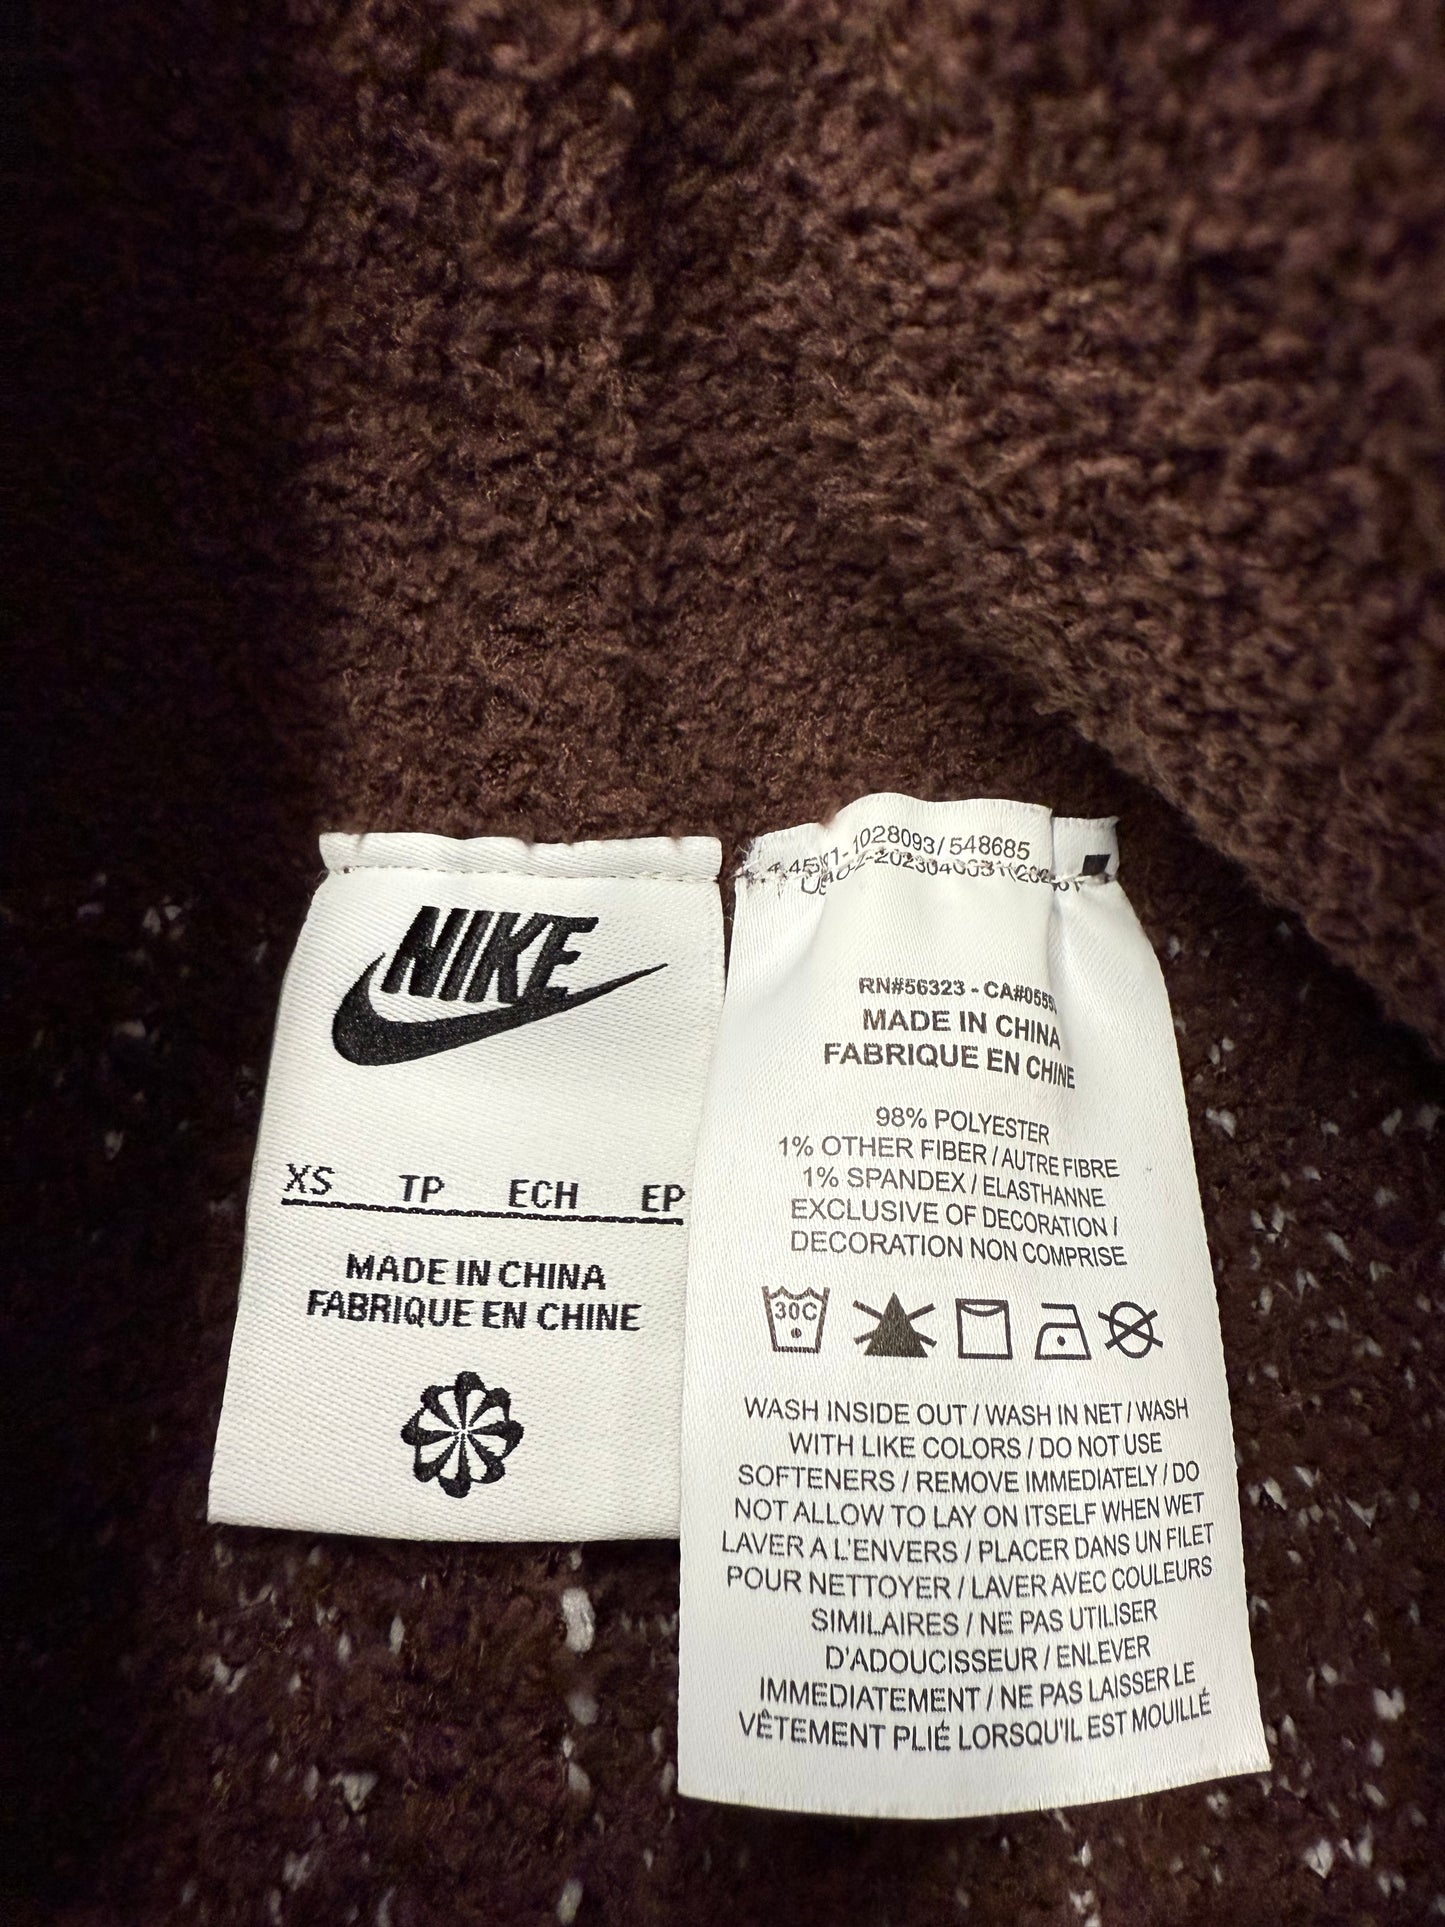 NIKE
XS TP ECH EP
MADE IN CHINA
FABRIQUE EN CHINE
1028093/548685
RN#56323 - CA#0555
MADE IN CHINA
FABRIQUE EN CHINE
98% POLYESTER
1% OTHER FIBER / AUTRE FIBRE
1% SPANDEX / ELASTHANNE
EXCLUSIVE OF DECORATION /
DECORATION NON COMPRISE
30C
WASH INSIDE OUT / WASH IN NET / WASH
WITH LIKE COLORS / DO NOT USE
SOFTENERS / REMOVE IMMEDIATELY / DO
NOT ALLOW TO LAY ON ITSELF WHEN WET
LAVER A L'ENVERS / PLACER DANS UN FILET
POUR NETTOYER / LAVER AVEC COULEURS
SIMILAIRES / NE PAS UTILISER
D'ADOUCISSEUR / ENLEVER
IMMEDIATEMENT / NE PAS LAISSER LE
VÊTEMENT PLIÉ LORSQU'IL EST MOUILLÉ